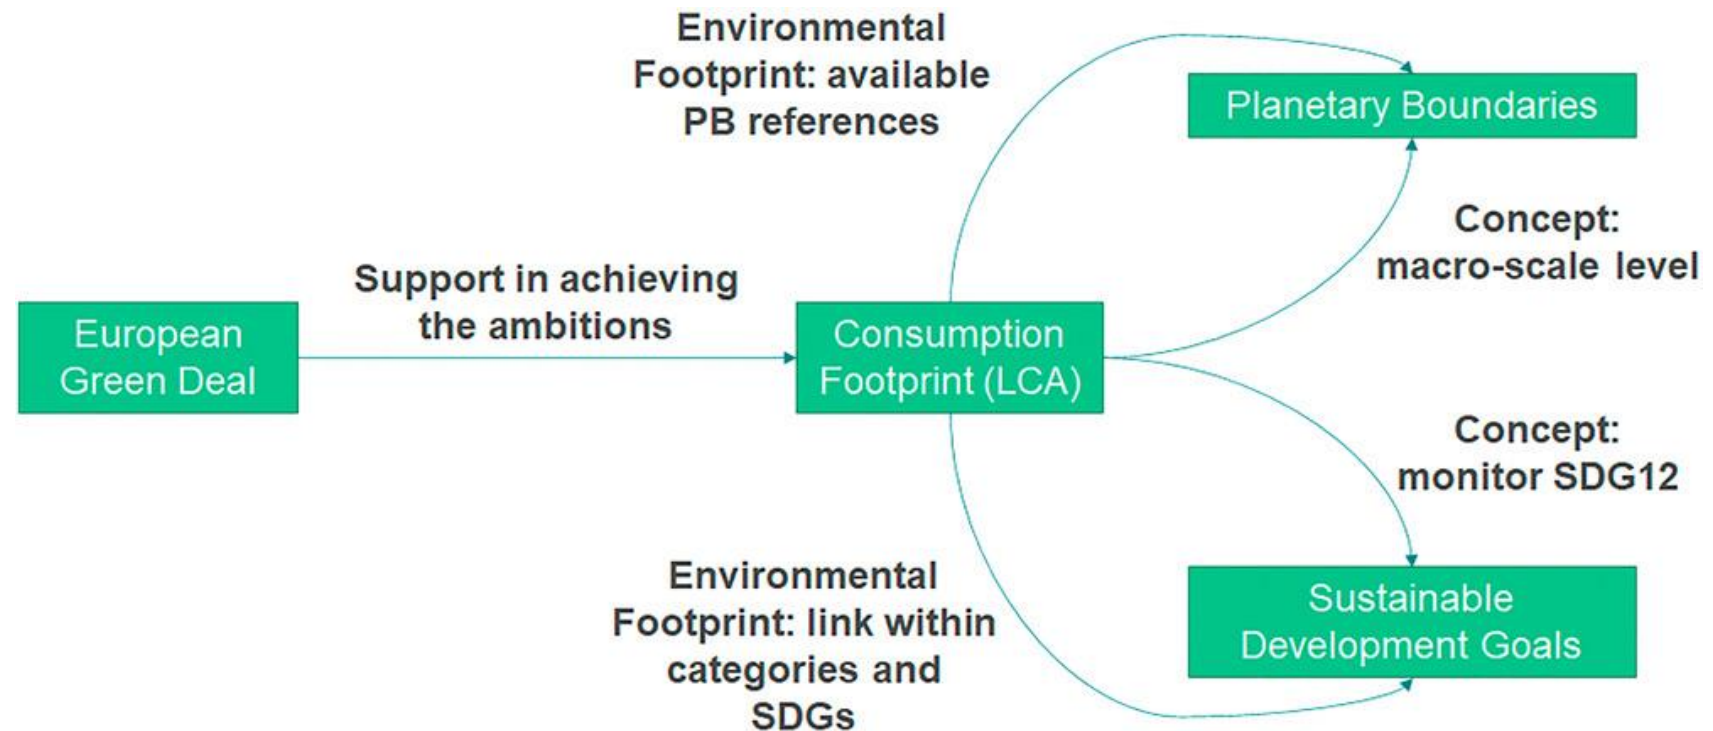 Environmental
Footprint: available
PB references
Planetary Boundaries
Concept:
macro-scale level
Support in achieving
the ambitions
European
Green Deal
Consumption
Footprint (LCA)
Concept:
monitor SDG12
Environmental
Footprint: link within
categories and
SDGs
Sustainable
Development Goals